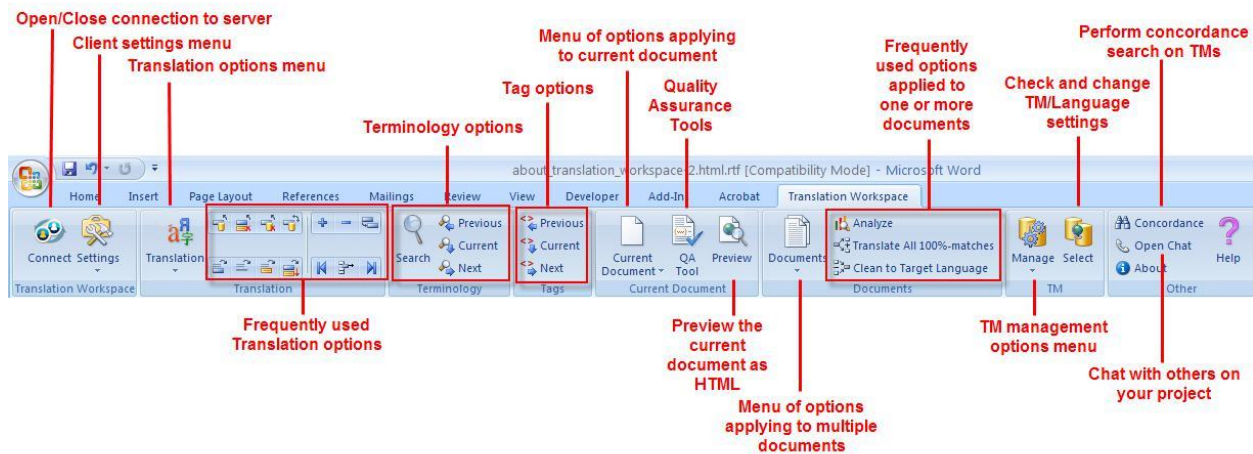 Open/Close connection to server
Client settings menu
Translation options menu
Terminology options
Tag options
Menu of options applying
to current document
Quality
Assurance
Tools
Frequently
used options
applied to
one or more
documents
Perform concordance
search on TMs
Check and change
TM/Language
settings
about_translation_workspace-2.html.rtf [Compatibility Mode] - Microsoft Word
Home Insert Page Layout References Mailings Review View Developer Add-Ins Acrobat Translation Workspace
Connect Settings
Translation Workspace
Translation
Translation
Search
Previous
Current
Next
Terminology
Previous
Current
Next
Tags
Current
Document
QA
Tool
Preview
Current Document
Documents
Analyze
Translate All 100%-matches
Clean to Target Language
Documents
Manage Select
TM
Concordance
Open Chat
About
Help
Other
Frequently used
Translation options
Preview the
current
document as
HTML
Menu of options
applying to multiple
documents
TM management
options menu
Chat with others on
your project